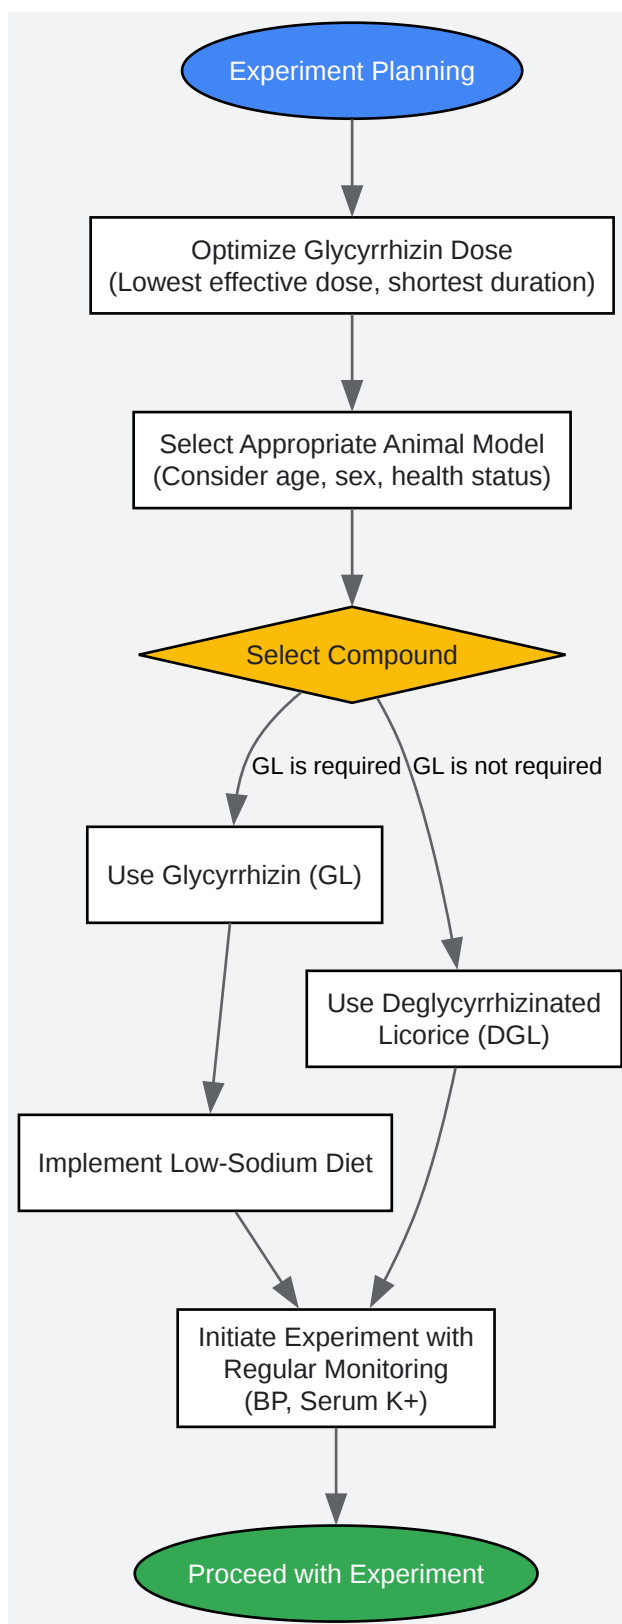 Experiment Planning
Optimize Glycyrrhizin Dose
(Lowest effective dose, shortest duration)
Select Appropriate Animal Model
(Consider age, sex, health status)
Select Compound
GL is required
GL is not required
Use Glycyrrhizin (GL)
Use Deglycyrrhizinated
Licorice (DGL)
Implement Low-Sodium Diet
Initiate Experiment with
Regular Monitoring
(BP, Serum K+)
Proceed with Experiment